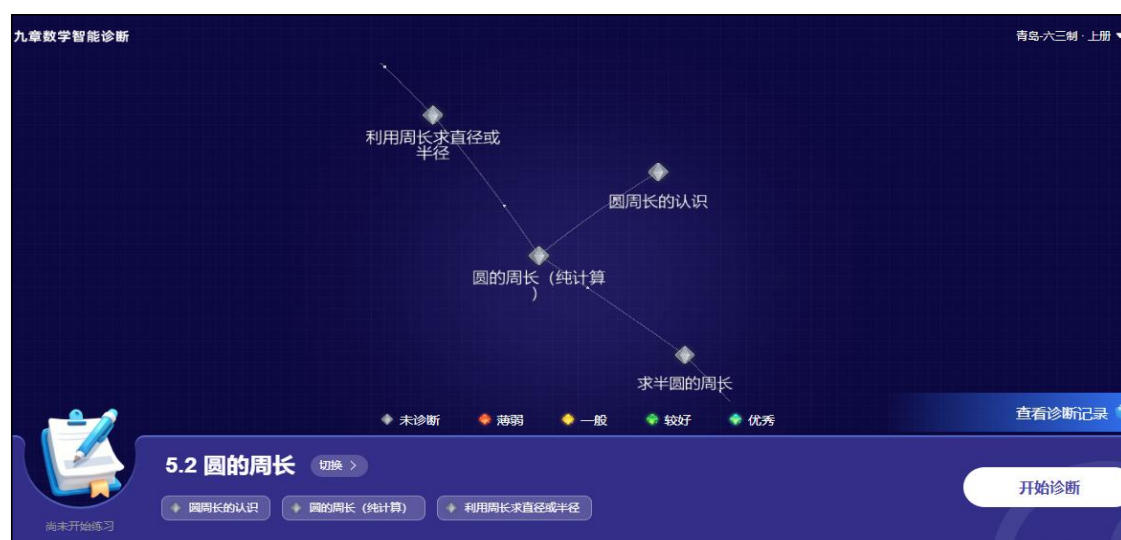 九章数学智能诊断
青岛-六三制 · 上册
利用周长求直径或
半径
圆周长的认识
圆的周长（纯计算
）
求半圆的周长
未诊断
薄弱
一般
较好
优秀
查看诊断记录
5.2 圆的周长
切换 >
圆周长的认识
圆的周长（纯计算）
利用周长求直径或半径
开始诊断
尚未开始练习